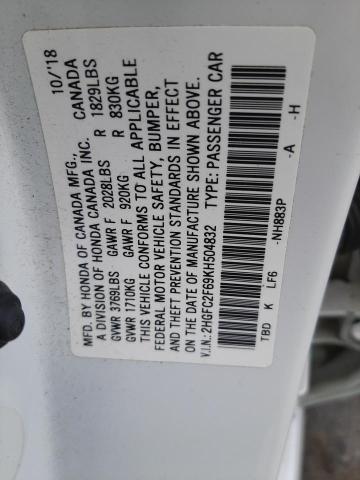 MFD. BY HONDA OF CANADA MFG., 10/'18
A DIVISION OF HONDA CANADA INC. CANADA
GVWR 3769LBS GAWR F 2028LBS R 1829LBS
GVWR 1710KG GAWR F 920KG R 830KG
THIS VEHICLE CONFORMS TO ALL APPLICABLE
FEDERAL MOTOR VEHICLE SAFETY, BUMPER,
AND THEFT PREVENTION STANDARDS IN EFFECT
ON THE DATE OF MANUFACTURE SHOWN ABOVE.
V.I.N.: 2HGFC2F69KH504832 TYPE: PASSENGER CAR
TBD K LF6 -NH883P -A -H